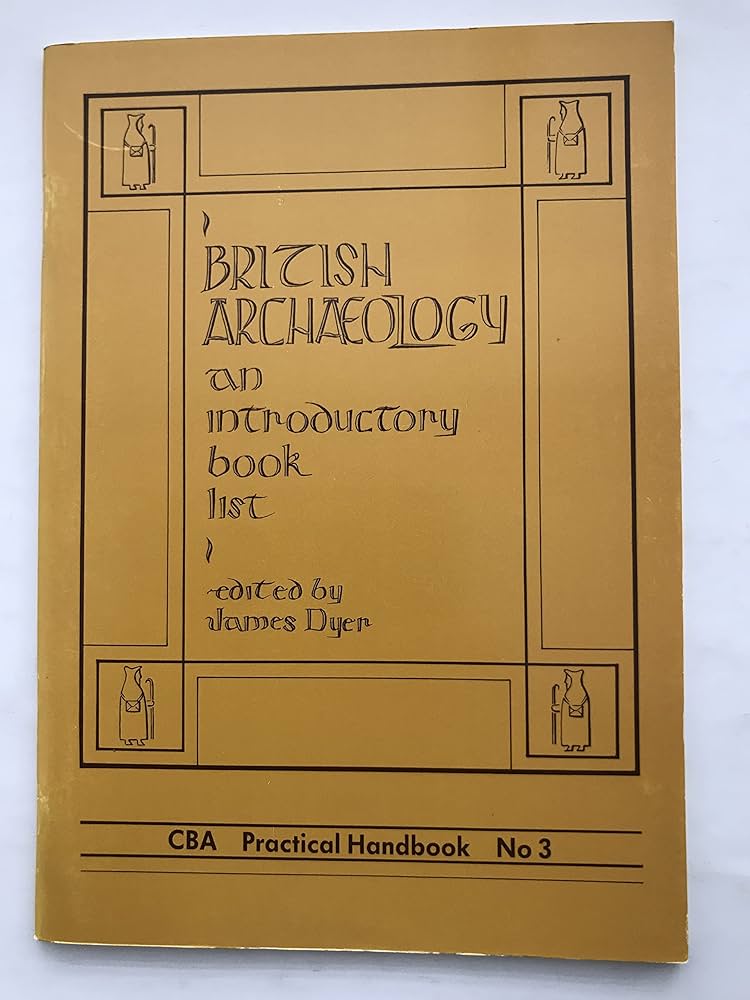 BRITISH
ARCHÆOLOGY
an
introductory
book
list
edited by
James Dyer
CBA Practical Handbook No 3